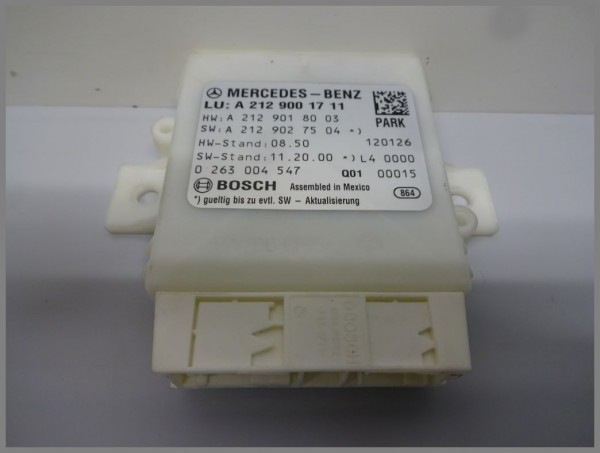 MERCEDES-BENZ
LU: A 212 900 17 11
HW: A 212 901 80 03
SW: A 212 902 75 04 *)
PARK
HW-Stand: 08.50 120126
SW-Stand: 11.20.00 *) L4 0000
0 263 004 547 Q01 00015
BOSCH Assembled in Mexico 864
*) gueltig bis zu evtl. SW - Aktualisierung
BOSCH